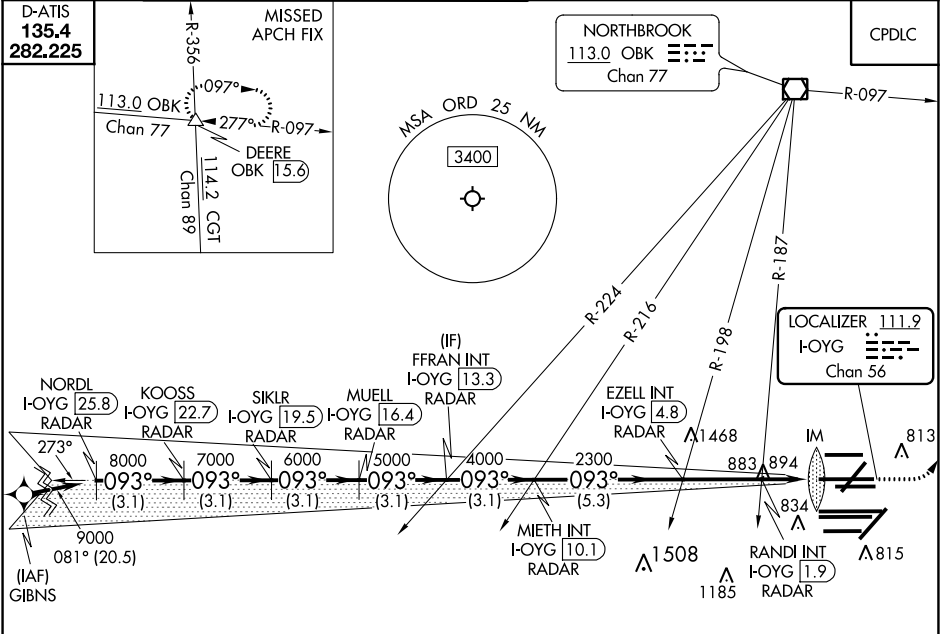 D-ATIS
135.4
282.225
MISSED
APCH FIX
R-356
097°
113.0 OBK
Chan 77
277°
R-097
DEERE
OBK 15.6
114.2 CGT
Chan 89
MSA ORD 25 NM
3400
NORTHBROOK
113.0 OBK
Chan 77
CPDLC
R-097
R-224
R-216
R-198
R-187
LOCALIZER 111.9
I-OYG
Chan 56
(IF)
FFRAN INT
I-OYG 13.3
RADAR
NORDL
I-OYG 25.8
RADAR
KOOSS
I-OYG 22.7
RADAR
SIKLR
I-OYG 19.5
RADAR
MUELL
I-OYG 16.4
RADAR
EZELL INT
I-OYG 4.8
RADAR
1468
IM
813
273°
8000
093°
(3.1)
7000
093°
(3.1)
6000
093°
(3.1)
5000
093°
(3.1)
4000
093°
(3.1)
2300
093°
(5.3)
883
894
834
9000
081° (20.5)
(IAF)
GIBNS
MIETH INT
I-OYG 10.1
RADAR
1508
1185
RANDI INT
I-OYG 1.9
RADAR
815